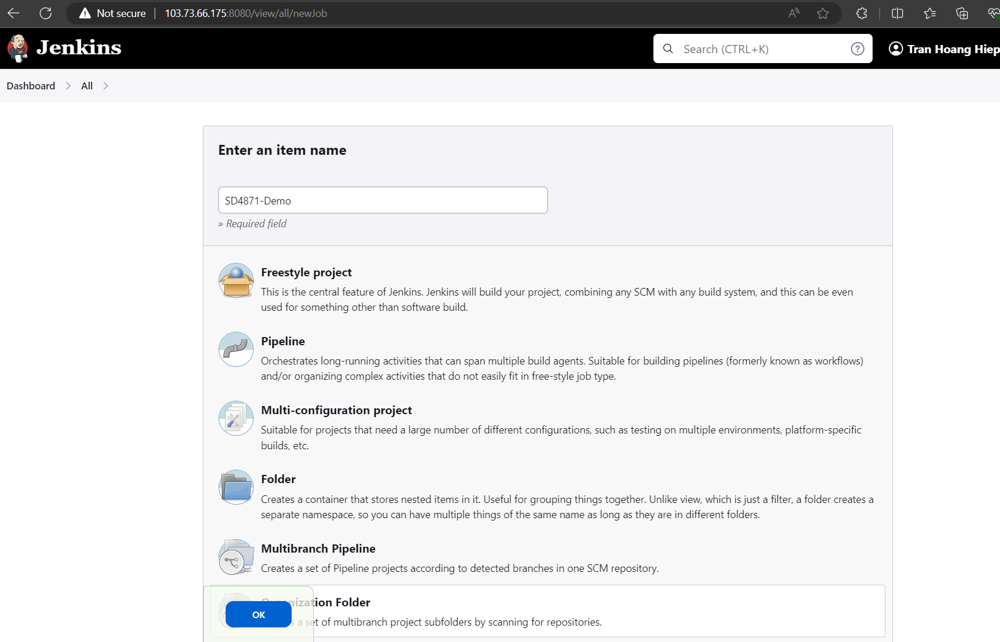 Not secure 103.73.66.175:8080/view/all/newJob
Jenkins
Search (CTRL+K)
Tran Hoang Hiep
Dashboard All
Enter an item name
SD4871-Demo
» Required field
Freestyle project
This is the central feature of Jenkins. Jenkins will build your project, combining any SCM with any build system, and this can be even
used for something other than software build.
Pipeline
Orchestrates long-running activities that can span multiple build agents. Suitable for building pipelines (formerly known as workflows)
and/or organizing complex activities that do not easily fit in free-style job type.
Multi-configuration project
Suitable for projects that need a large number of different configurations, such as testing on multiple environments, platform-specific
builds, etc.
Folder
Creates a container that stores nested items in it. Useful for grouping things together. Unlike view, which is just a filter, a folder creates a
separate namespace, so you can have multiple things of the same name as long as they are in different folders.
Multibranch Pipeline
Creates a set of Pipeline projects according to detected branches in one SCM repository.
Organization Folder
OK
a set of multibranch project subfolders by scanning for repositories.